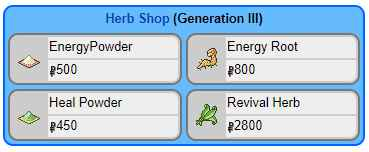 Herb Shop (Generation III)
EnergyPowder
₽500
Energy Root
₽800
Heal Powder
₽450
Revival Herb
₽2800